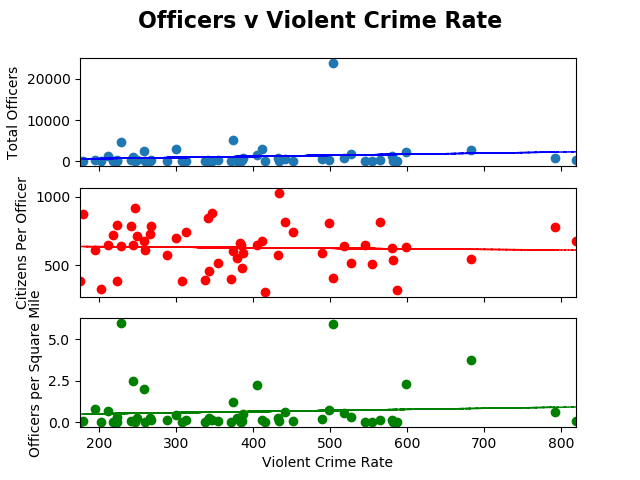 Officers v Violent Crime Rate
Total Officers
20000
10000
0
Citizens Per Officer
1000
500
Officers per Square Mile
5.0
2.5
0.0
200 300 400 500 600 700 800
Violent Crime Rate